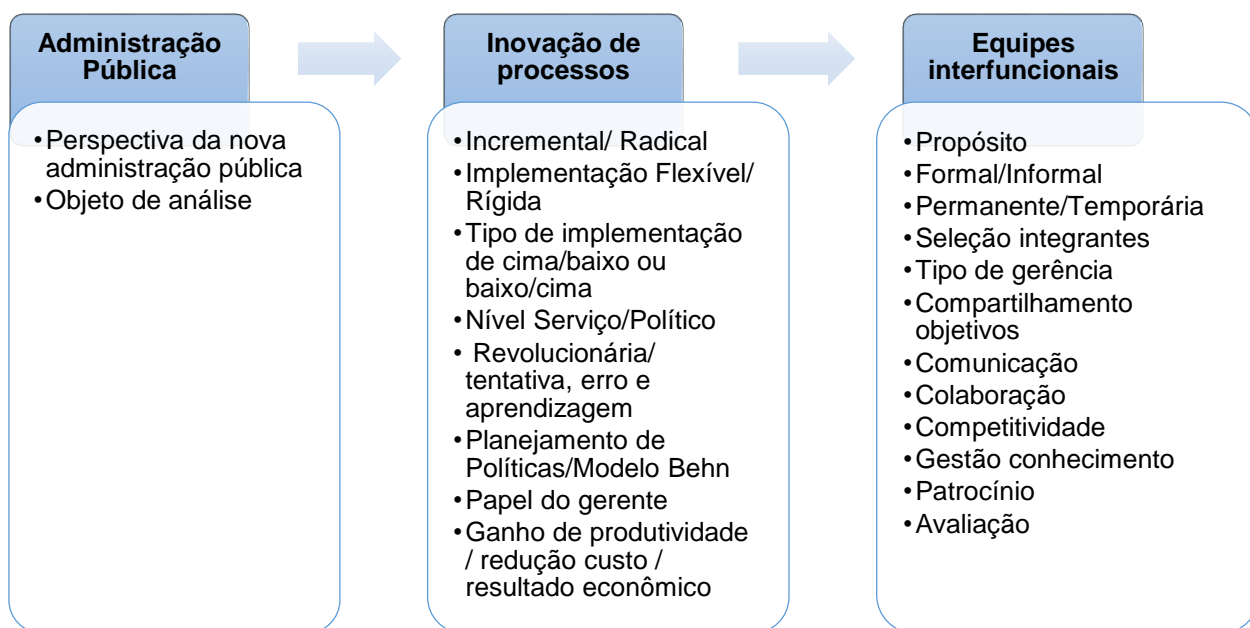 Administração
Pública
•Perspectiva da nova
administração pública
•Objeto de análise
Inovação de
processos
•Incremental/ Radical
•Implementação Flexível/
Rígida
•Tipo de implementação
de cima/baixo ou
baixo/cima
•Nível Serviço/Político
• Revolucionária/
tentativa, erro e
aprendizagem
•Planejamento de
Políticas/Modelo Behn
•Papel do gerente
•Ganho de produtividade
/ redução custo /
resultado econômico
Equipes
interfuncionais
•Propósito
•Formal/Informal
•Permanente/Temporária
•Seleção integrantes
•Tipo de gerência
•Compartilhamento
objetivos
•Comunicação
•Colaboração
•Competitividade
•Gestão conhecimento
•Patrocínio
•Avaliação